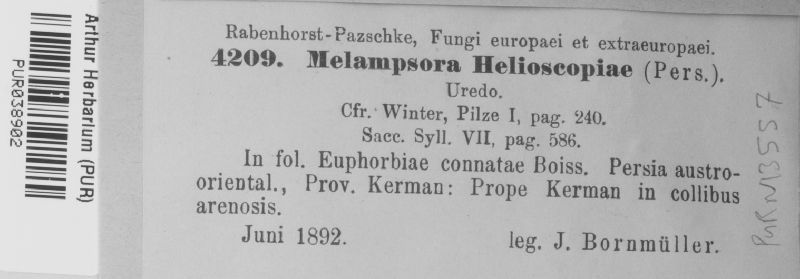 Arthur Herbarium (PUR)
PUR038902
Rabenhorst-Pazschke, Fungi europaei et extraeuropaei.
4209. Melampsora Helioscopiae (Pers.).
Uredo.
Cfr. Winter, Pilze I, pag. 240.
Sacc. Syll. VII, pag. 586.
In fol. Euphorbiae connatae Boiss. Persia austro-
oriental., Prov. Kerman: Prope Kerman in collibus
arenosis.
Juni 1892. leg. J. Bornmüller.
PUR N13557